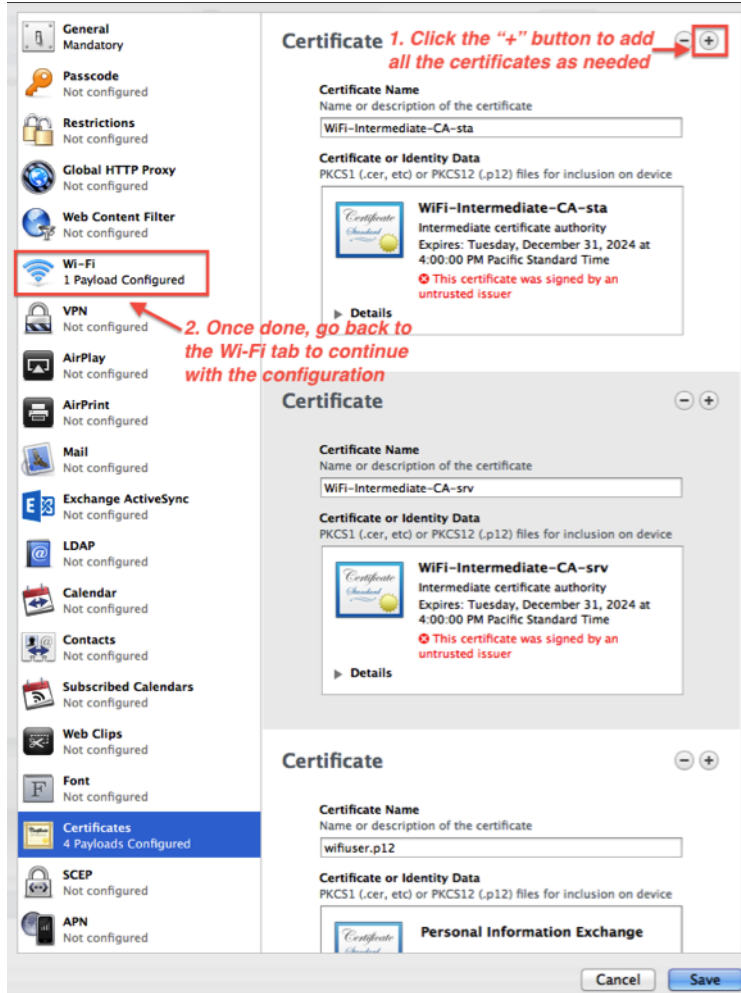 General
Mandatory
Passcode
Not configured
Restrictions
Not configured
Global HTTP Proxy
Not configured
Web Content Filter
Not configured
Wi-Fi
1 Payload Configured
VPN
Not configured
AirPlay
Not configured
AirPrint
Not configured
Mail
Not configured
Exchange ActiveSync
Not configured
LDAP
Not configured
Calendar
Not configured
Contacts
Not configured
Subscribed Calendars
Not configured
Web Clips
Not configured
Font
Not configured
Certificates
4 Payloads Configured
SCEP
Not configured
APN
Not configured
Certificate
1. Click the “+” button to add
all the certificates as needed
Certificate Name
Name or description of the certificate
WiFi-Intermediate-CA-sta
Certificate or Identity Data
PKCS1 (.cer, etc) or PKCS12 (.p12) files for inclusion on device
Certificate
Standard
WiFi-Intermediate-CA-sta
Intermediate certificate authority
Expires: Tuesday, December 31, 2024 at
4:00:00 PM Pacific Standard Time
This certificate was signed by an
untrusted issuer
Details
2. Once done, go back to
the Wi-Fi tab to continue
with the configuration
Certificate
Certificate Name
Name or description of the certificate
WiFi-Intermediate-CA-srv
Certificate or Identity Data
PKCS1 (.cer, etc) or PKCS12 (.p12) files for inclusion on device
Certificate
Standard
WiFi-Intermediate-CA-srv
Intermediate certificate authority
Expires: Tuesday, December 31, 2024 at
4:00:00 PM Pacific Standard Time
This certificate was signed by an
untrusted issuer
Details
Certificate
Certificate Name
Name or description of the certificate
wifiuser.p12
Certificate or Identity Data
PKCS1 (.cer, etc) or PKCS12 (.p12) files for inclusion on device
Certificate
Personal Information Exchange
Cancel
Save